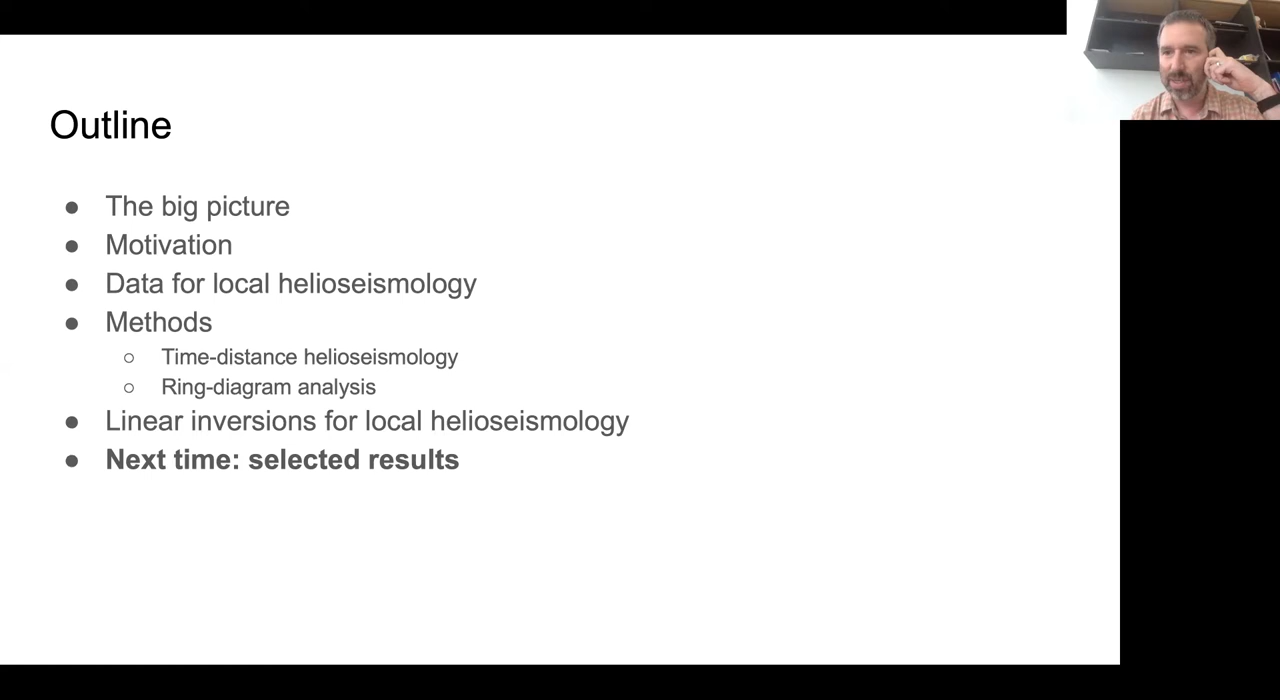 Outline
● The big picture
● Motivation
● Data for local helioseismology
● Methods
○ Time-distance helioseismology
○ Ring-diagram analysis
● Linear inversions for local helioseismology
● Next time: selected results